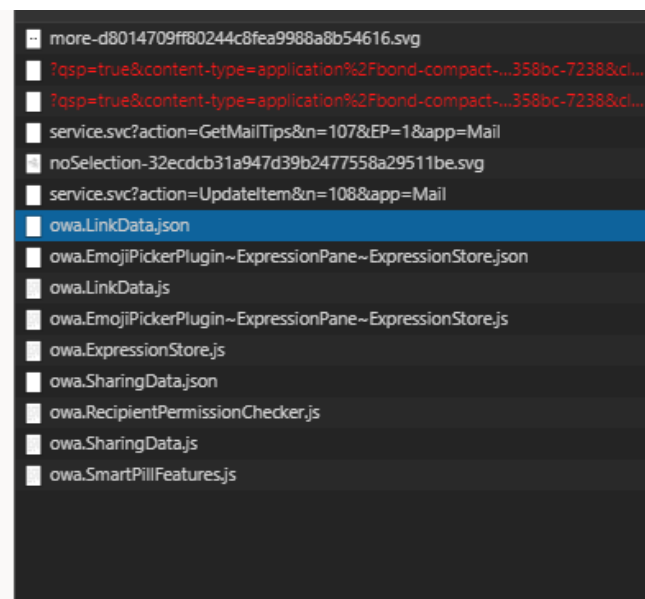 more-d8014709ff80244c8fea9988a8b54616.svg
?qsp=true&content-type=application%2Fbond-compact-...358bc-7238&cl...
?qsp=true&content-type=application%2Fbond-compact-...358bc-7238&cl...
service.svc?action=GetMailTips&n=107&EP=1&app=Mail
noSelection-32ecdcb31a947d39b2477558a29511be.svg
service.svc?action=UpdateItem&n=108&app=Mail
owa.LinkData.json
owa.EmojiPickerPlugin~ExpressionPane~ExpressionStore.json
owa.LinkData.js
owa.EmojiPickerPlugin~ExpressionPane~ExpressionStore.js
owa.ExpressionStore.js
owa.SharingData.json
owa.RecipientPermissionChecker.js
owa.SharingData.js
owa.SmartPillFeatures.js